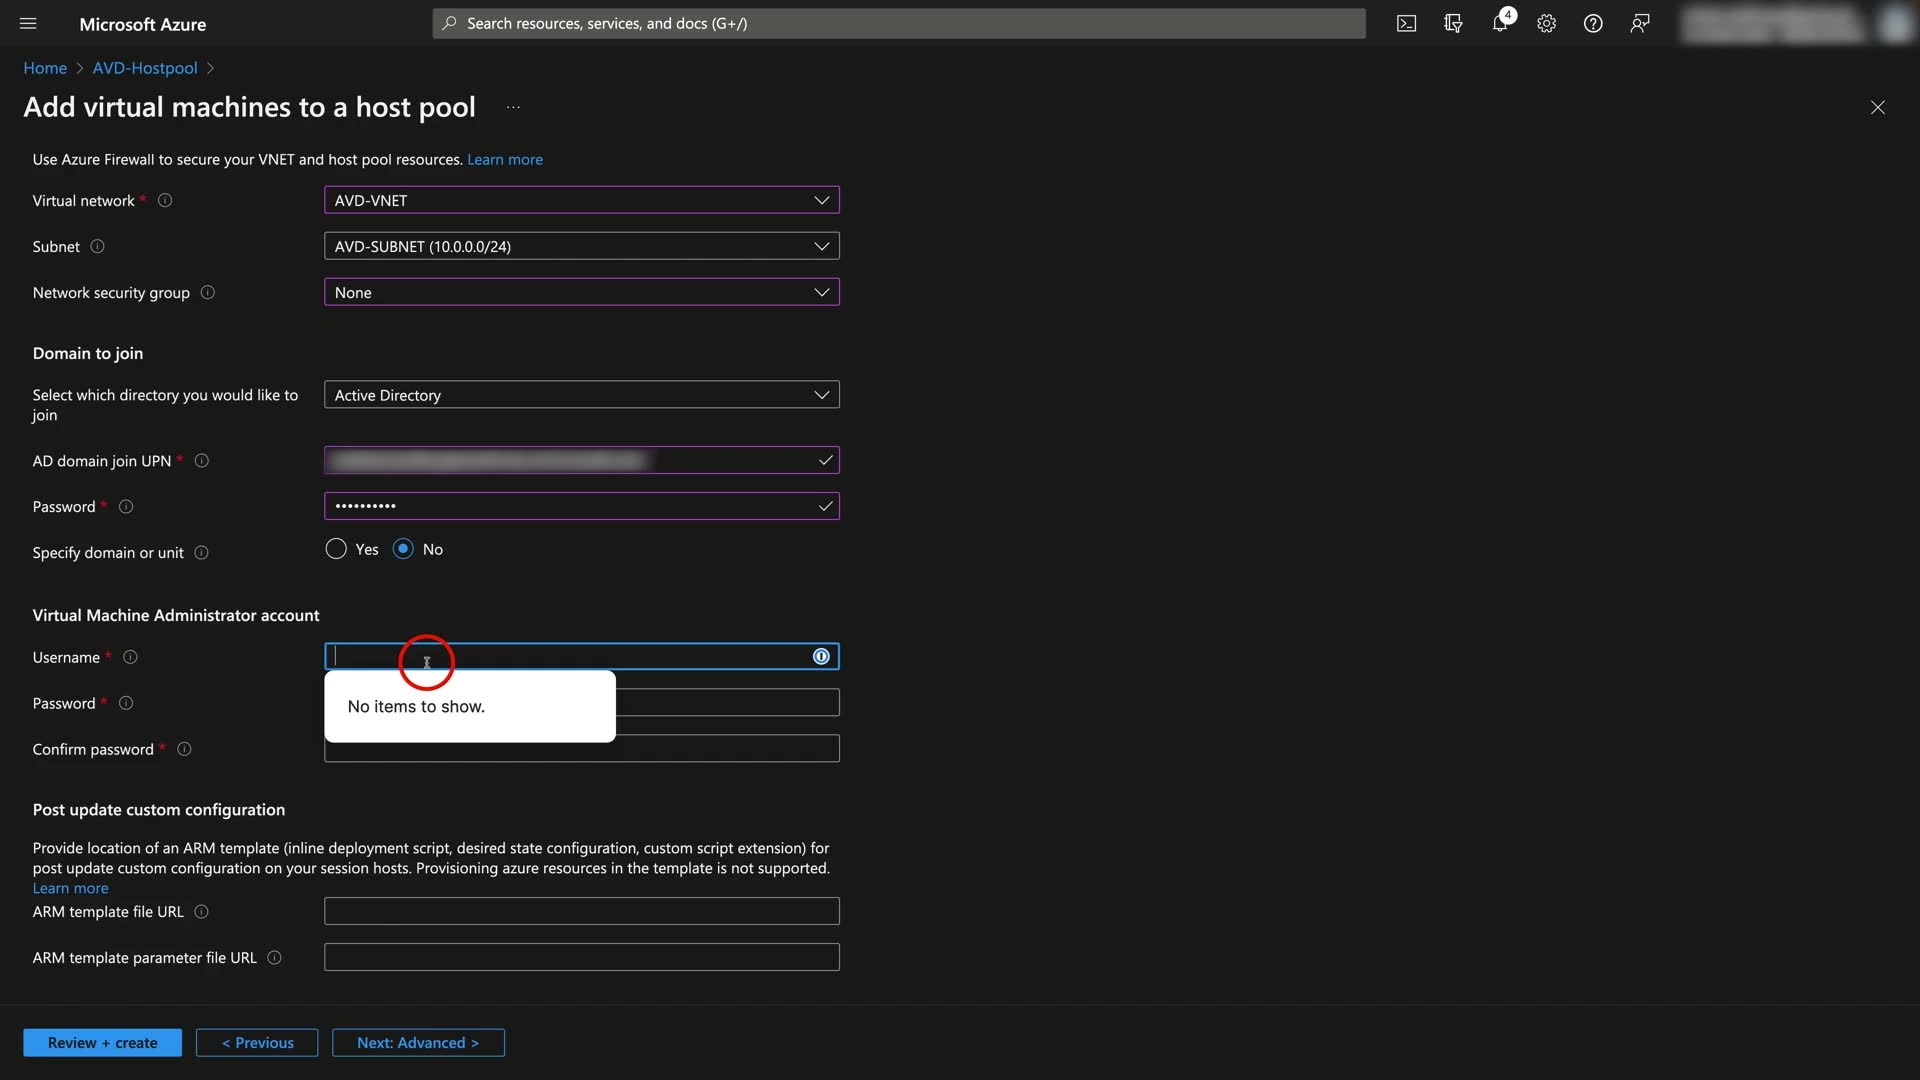 Microsoft Azure
Search resources, services, and docs (G+/)
4
Home > AVD-Hostpool >
Add virtual machines to a host pool ...
Use Azure Firewall to secure your VNET and host pool resources. Learn more
Virtual network *
AVD-VNET
Subnet
AVD-SUBNET (10.0.0.0/24)
Network security group
None
Domain to join
Select which directory you would like to
join
Active Directory
AD domain join UPN *
Password *
••••••••••
Specify domain or unit
Yes
No
Virtual Machine Administrator account
Username *
No items to show.
Password *
Confirm password *
Post update custom configuration
Provide location of an ARM template (inline deployment script, desired state configuration, custom script extension) for
post update custom configuration on your session hosts. Provisioning azure resources in the template is not supported.
Learn more
ARM template file URL
ARM template parameter file URL
Review + create
< Previous
Next: Advanced >